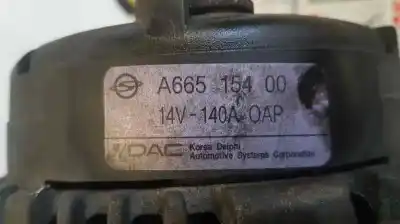 A665 154 00
14V-140A OAP
KDAC Korea Delphi
Automotive Systems Corporation